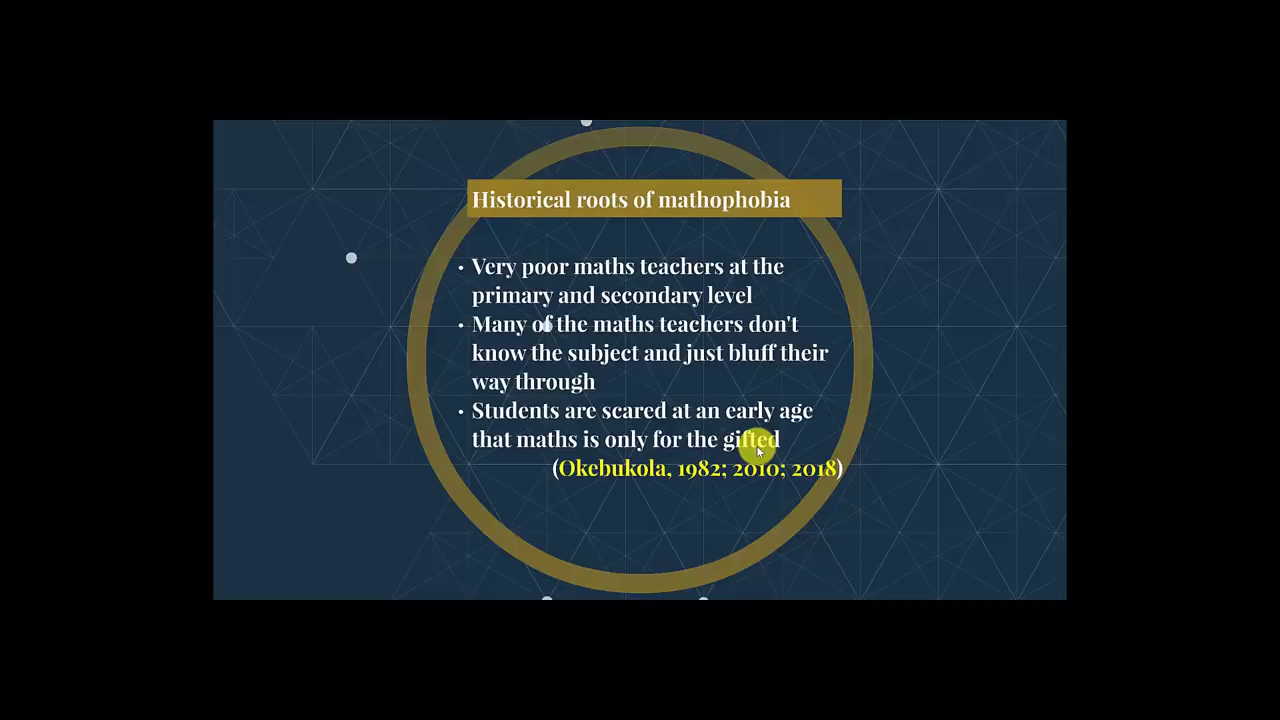 Historical roots of mathophobia
• Very poor maths teachers at the
primary and secondary level
• Many of the maths teachers don't
know the subject and just bluff their
way through
• Students are scared at an early age
that maths is only for the gifted
(Okebukola, 1982; 2010; 2018)